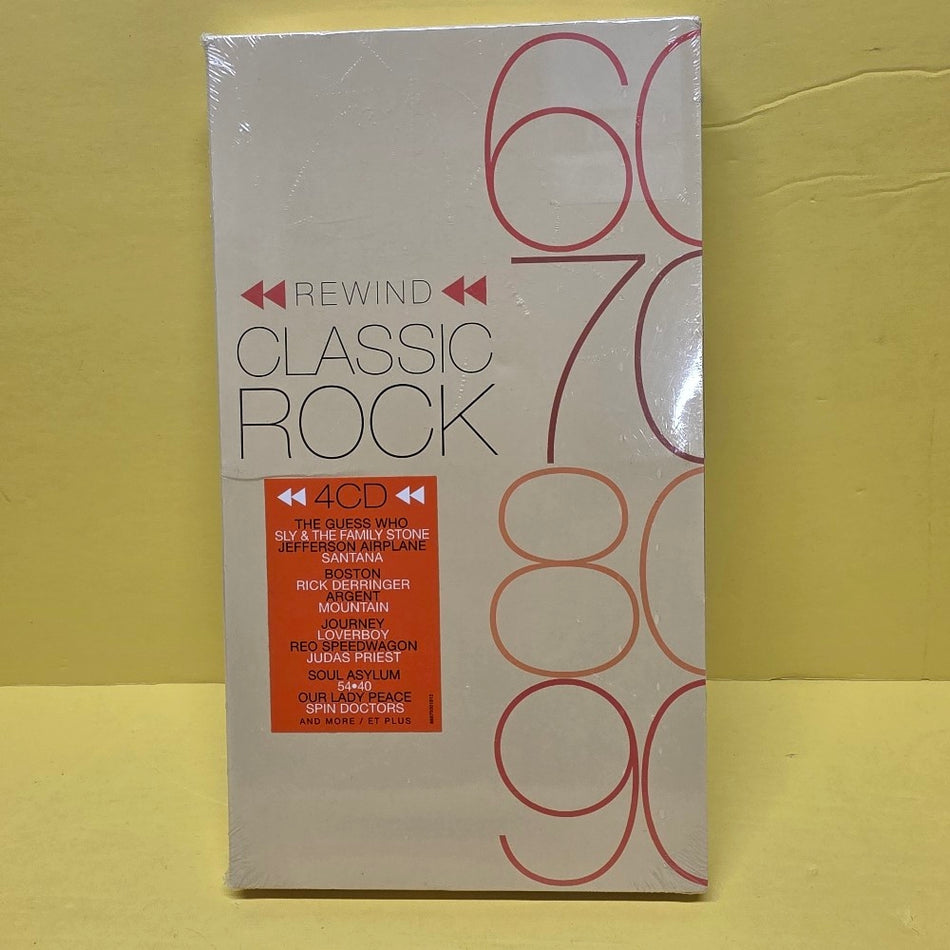 60
◀◀ REWIND ◀◀
CLASSIC
ROCK
70
80
90
◀◀ 4CD ◀◀
THE GUESS WHO
SLY & THE FAMILY STONE
JEFFERSON AIRPLANE
SANTANA
BOSTON
RICK DERRINGER
ARGENT
MOUNTAIN
JOURNEY
LOVERBOY
REO SPEEDWAGON
JUDAS PRIEST
SOUL ASYLUM
54•40
OUR LADY PEACE
SPIN DOCTORS
AND MORE / ET PLUS